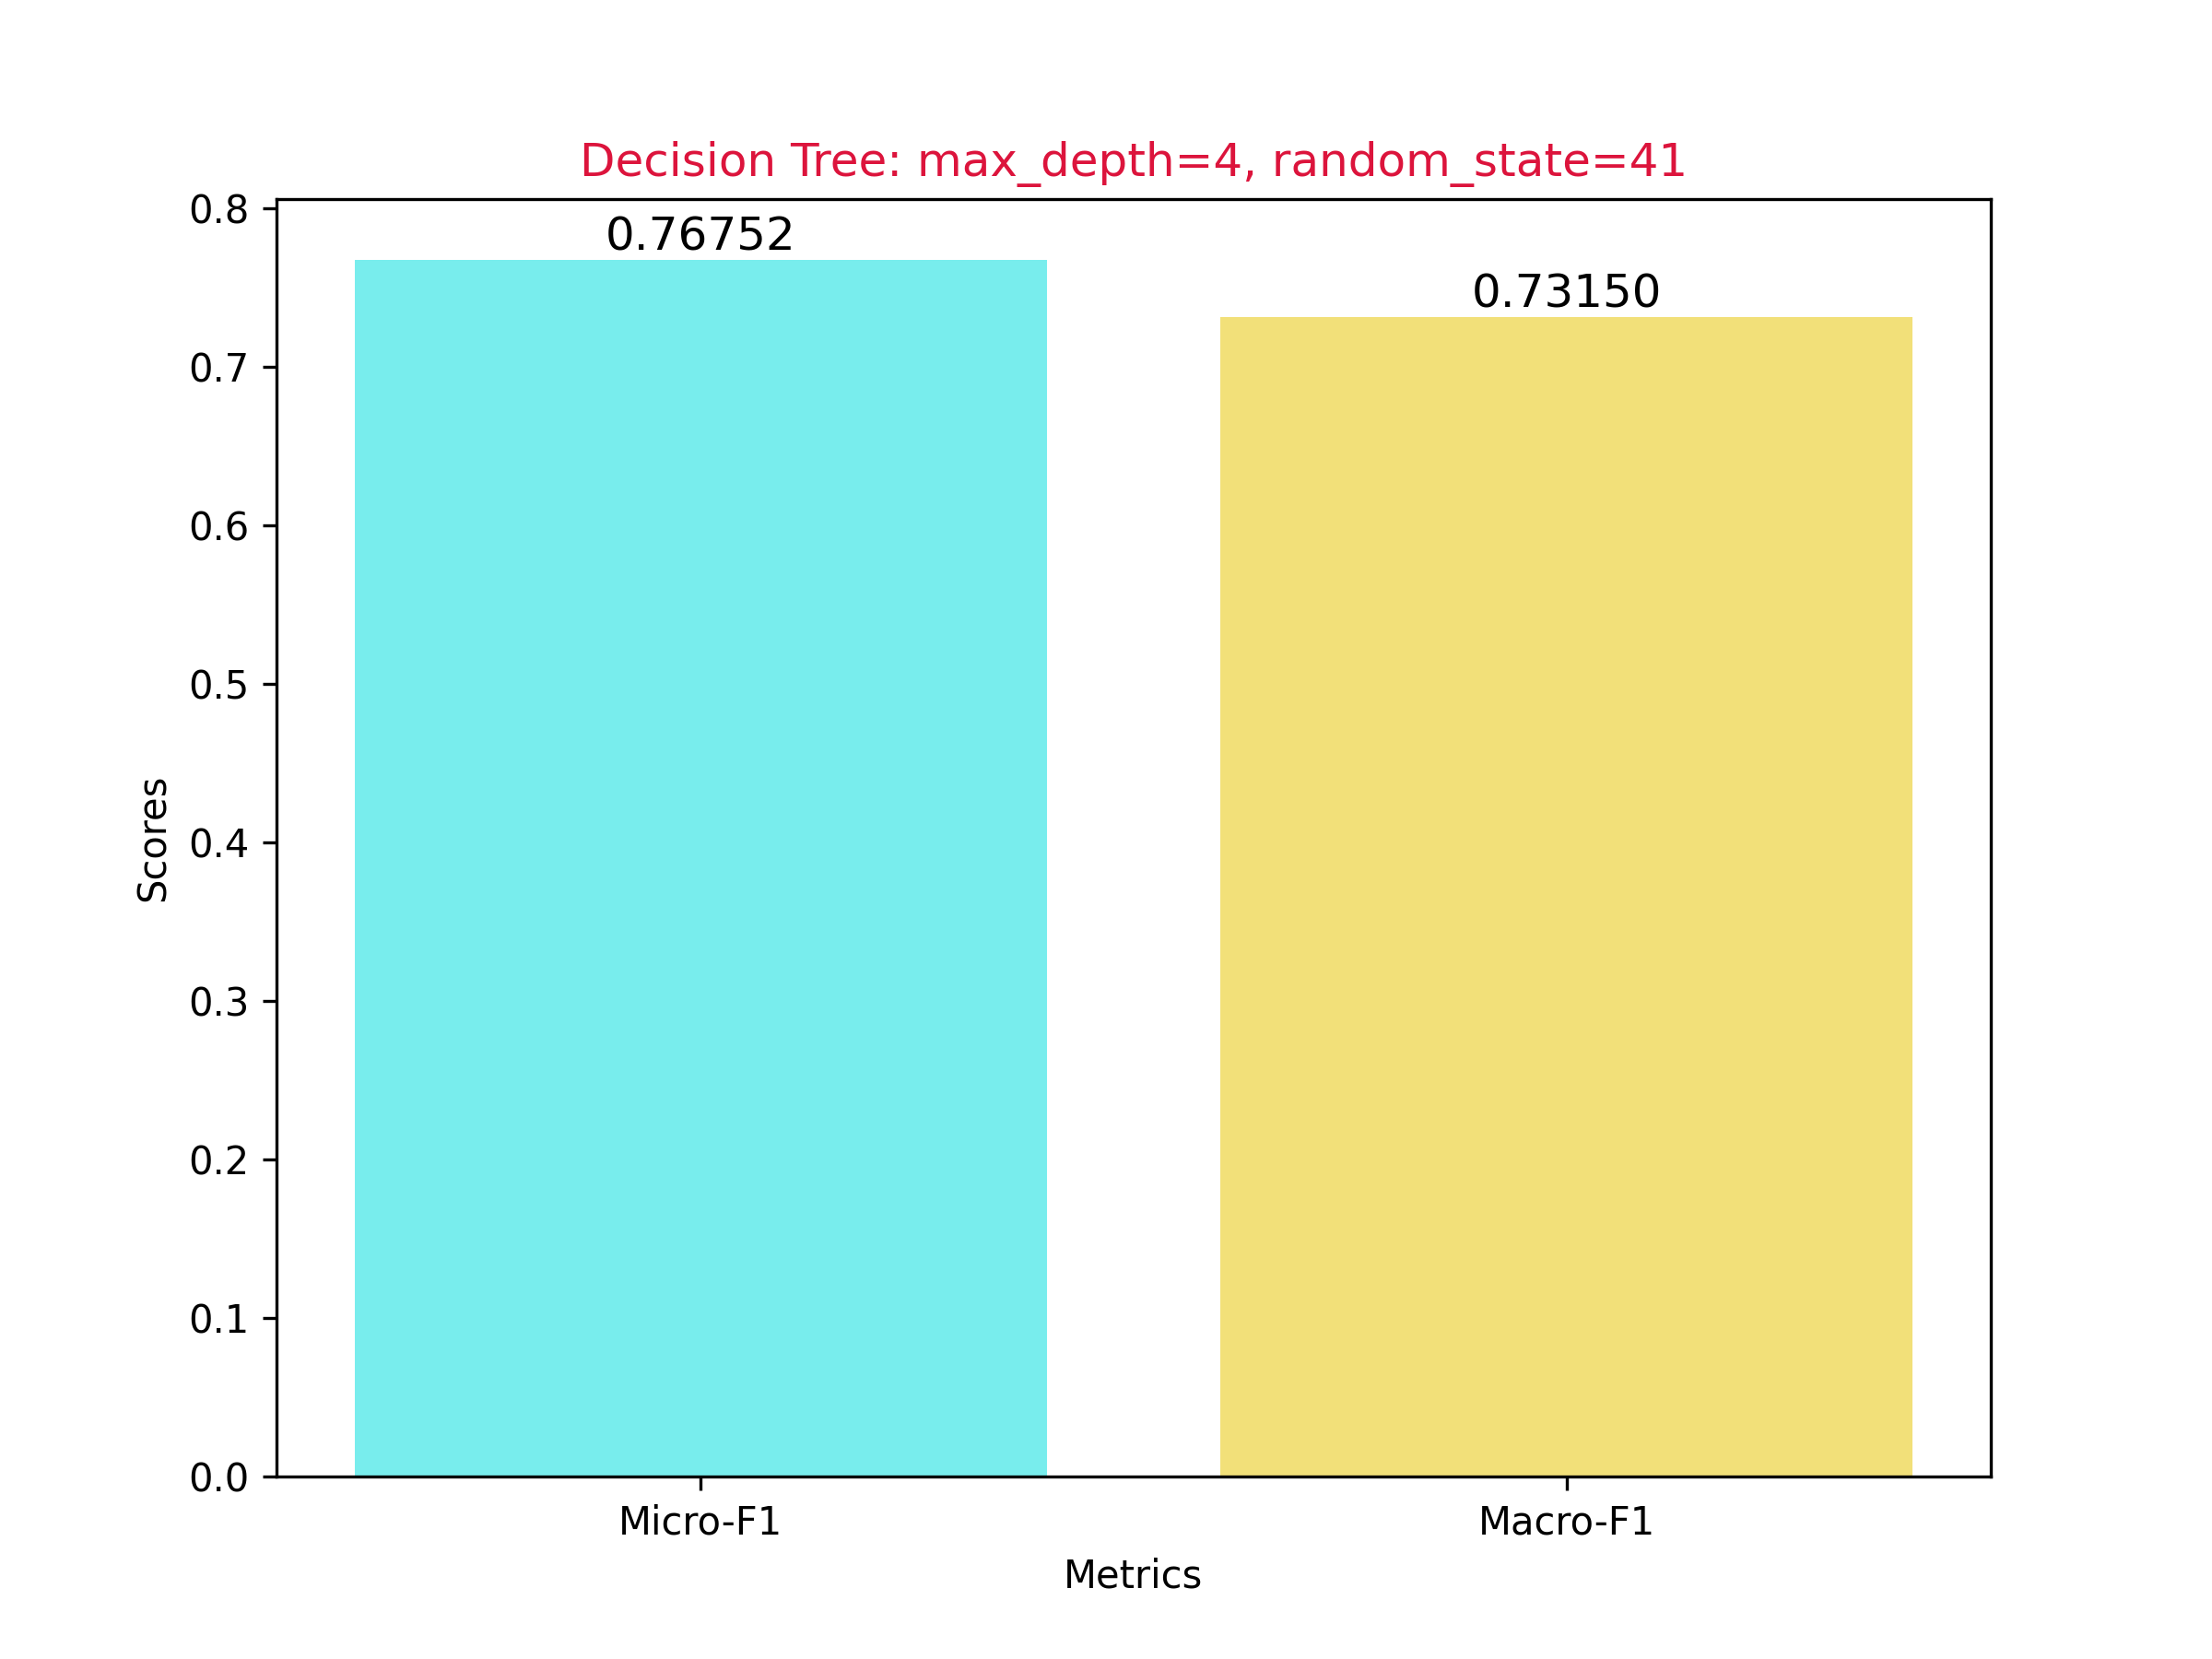 Decision Tree: max_depth=4, random_state=41
0.8
0.76752
0.73150
0.7
0.6
0.5
0.4
0.3
0.2
0.1
0.0
Scores
Micro-F1
Macro-F1
Metrics